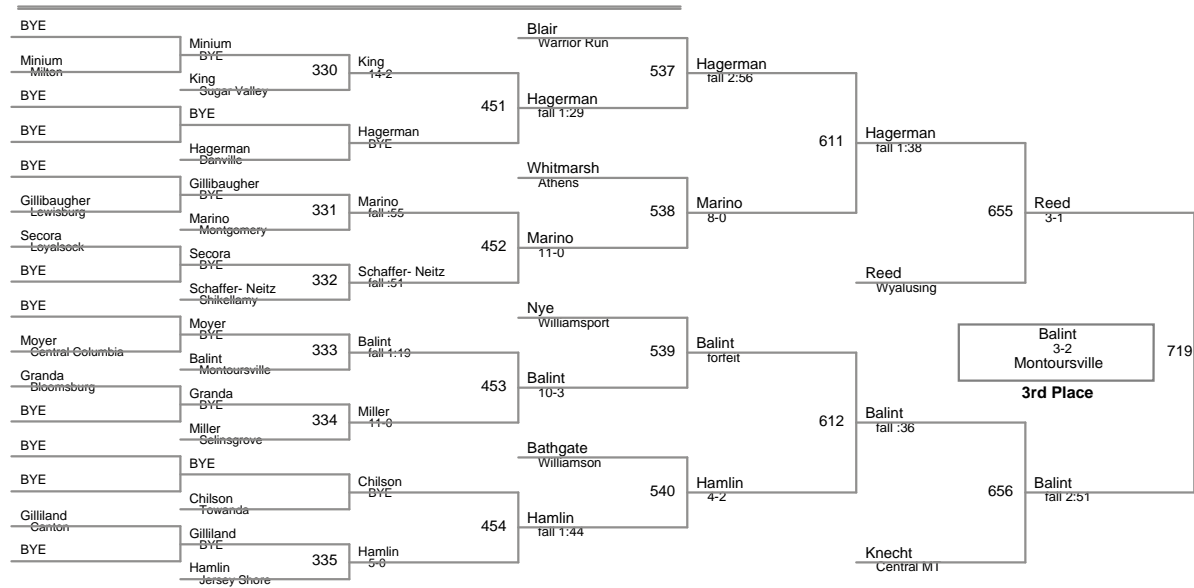 BYE
Minium
Milton
BYE
BYE
BYE
Gillibaugher
Lewisburg
Secora
Loyalsock
BYE
BYE
Moyer
Central Columbia
Granda
Bloomsburg
BYE
BYE
BYE
Gilliland
Canton
BYE
Minium
BYE
330
King
Sugar Valley
BYE
Hagerman
Danville
Gillibaugher
BYE
331
Marino
Montgomery
Secora
BYE
332
Schaffer- Neitz
Shikellamy
Moyer
BYE
333
Balint
Montoursville
Granda
BYE
334
Miller
Selinsgrove
BYE
Chilson
Towanda
Gilliland
BYE
335
Hamlin
Jersey Shore
King
14-2
451
Hagerman
BYE
Marino
fall :55
452
Schaffer- Neitz
fall :51
Balint
fall 1:19
453
Miller
11-0
Chilson
BYE
454
Hamlin
5-0
Blair
Warrior Run
537
Hagerman
fall 1:29
Whitmarsh
Athens
538
Marino
11-0
Nye
Williamsport
539
Balint
10-3
Bathgate
Williamson
540
Hamlin
fall 1:44
Hagerman
fall 2:56
611
Marino
8-0
Balint
forfeit
612
Hamlin
4-2
Hagerman
fall 1:38
655
Reed
Wyalusing
Balint
fall :36
656
Knecht
Central MT
Reed
3-1
719
Balint
fall 2:51
Balint
3-2
Montoursville
3rd Place